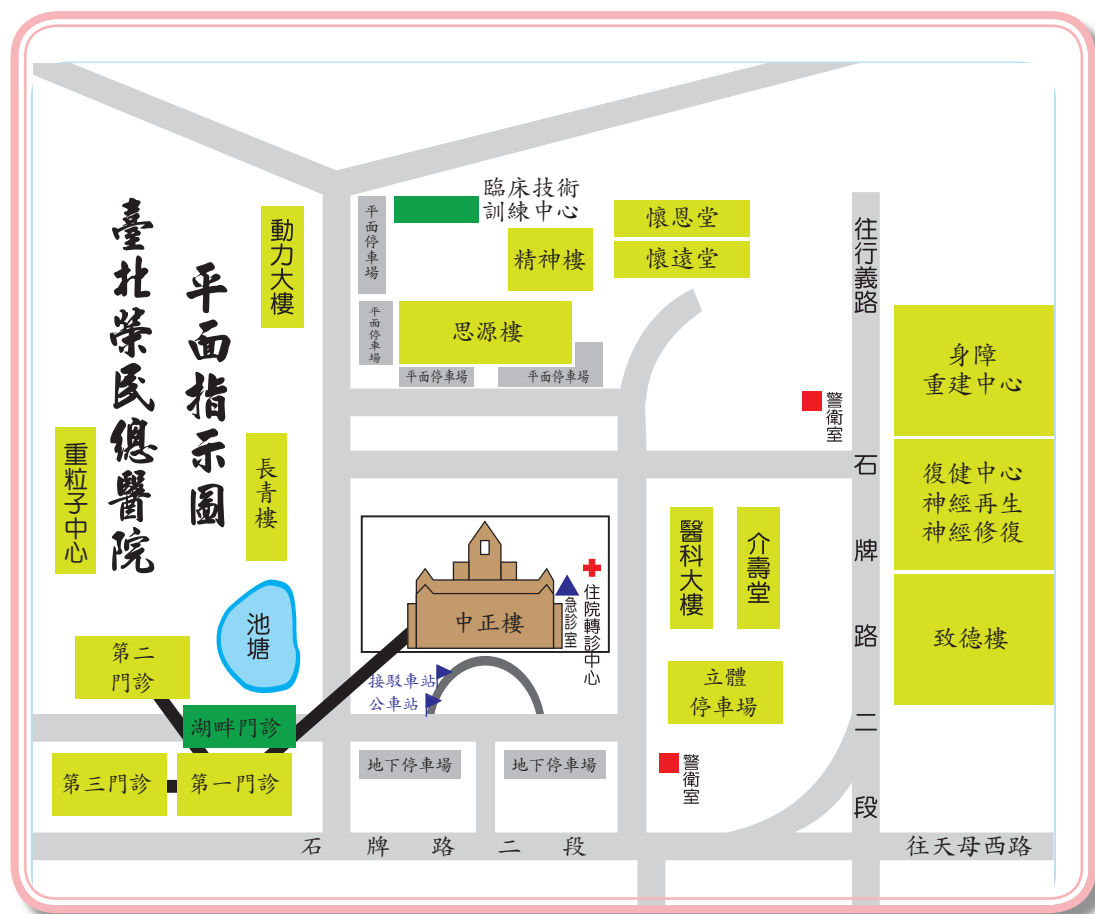 臺北榮民總醫院
平面指示圖
動力大樓
平面停車場
臨床技術
訓練中心
精神樓
懷恩堂
懷遠堂
往行義路
平面停車場
思源樓
平面停車場
平面停車場
身障
重建中心
警衛室
重粒子中心
長青樓
石牌路二段
復健中心
神經再生
神經修復
醫科大樓
介壽堂
中正樓
急診室
住院轉診中心
池塘
第二
門診
致德樓
接駁車站
公車站
立體
停車場
湖畔門診
第三門診
第一門診
地下停車場
地下停車場
警衛室
石牌路二段
往天母西路